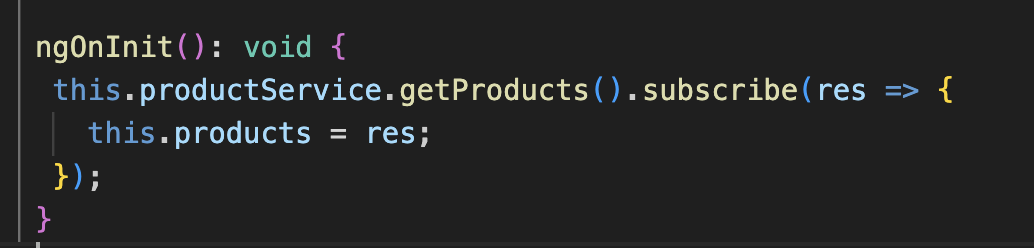 ngOnInit(): void {
this.productService.getProducts().subscribe(res => {
this.products = res;
});
}